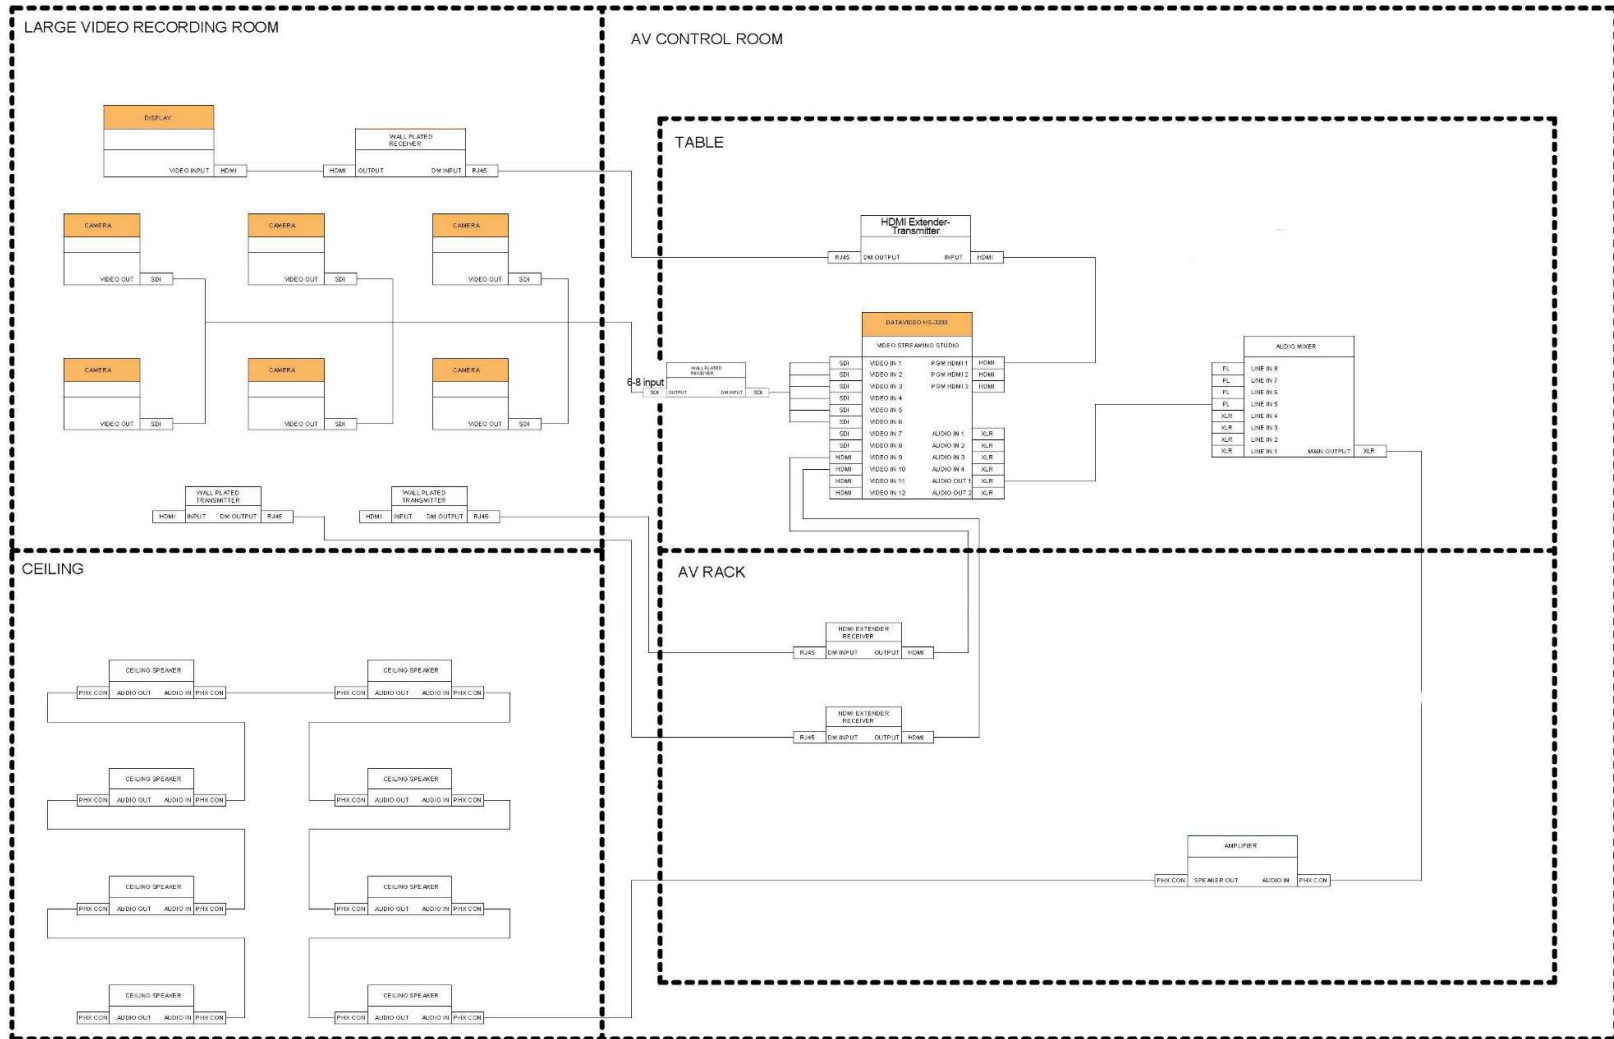 LARGE VIDEO RECORDING ROOM
AV CONTROL ROOM
DISPLAY
VIDEO INPUT HDMI
WALL PLATED
RECEIVER
HDMI OUTPUT DM INPUT RJ45
CAMERA
VIDEO OUT SDI
CAMERA
VIDEO OUT SDI
CAMERA
VIDEO OUT SDI
CAMERA
VIDEO OUT SDI
CAMERA
VIDEO OUT SDI
CAMERA
VIDEO OUT SDI
WALL PLATED
TRANSMITTER
HDMI INPUT DM OUTPUT RJ45
WALL PLATED
TRANSMITTER
HDMI INPUT DM OUTPUT RJ45
TABLE
HDMI Extender-
Transmitter
RJ45 DM OUTPUT INPUT HDMI
6-8 input
WALL PLATED
RECEIVER
SDI OUTPUT DM INPUT SDI
DATAVIDEO HS-3200
VIDEO STREAMING STUDIO
SDI VIDEO IN 1 PGM HDMI 1 HDMI
SDI VIDEO IN 2 PGM HDMI 2 HDMI
SDI VIDEO IN 3 PGM HDMI 3 HDMI
SDI VIDEO IN 4
SDI VIDEO IN 5
SDI VIDEO IN 6
SDI VIDEO IN 7 AUDIO IN 1 XLR
SDI VIDEO IN 8 AUDIO IN 2 XLR
HDMI VIDEO IN 9 AUDIO IN 3 XLR
HDMI VIDEO IN 10 AUDIO IN 4 XLR
HDMI VIDEO IN 11 AUDIO OUT 1 XLR
HDMI VIDEO IN 12 AUDIO OUT 2 XLR
AUDIO MIXER
PL LINE IN 8
PL LINE IN 7
PL LINE IN 6
PL LINE IN 5
XLR LINE IN 4
XLR LINE IN 3
XLR LINE IN 2
XLR LINE IN 1 MAIN OUTPUT XLR
CEILING
CEILING SPEAKER
PHX CON AUDIO OUT AUDIO IN PHX CON
CEILING SPEAKER
PHX CON AUDIO OUT AUDIO IN PHX CON
CEILING SPEAKER
PHX CON AUDIO OUT AUDIO IN PHX CON
CEILING SPEAKER
PHX CON AUDIO OUT AUDIO IN PHX CON
CEILING SPEAKER
PHX CON AUDIO OUT AUDIO IN PHX CON
CEILING SPEAKER
PHX CON AUDIO OUT AUDIO IN PHX CON
CEILING SPEAKER
PHX CON AUDIO OUT AUDIO IN PHX CON
CEILING SPEAKER
PHX CON AUDIO OUT AUDIO IN PHX CON
AV RACK
HDMI EXTENDER
RECEIVER
RJ45 DM INPUT OUTPUT HDMI
HDMI EXTENDER
RECEIVER
RJ45 DM INPUT OUTPUT HDMI
AMPLIFIER
PHX CON SPEAKER OUT AUDIO IN PHX CON